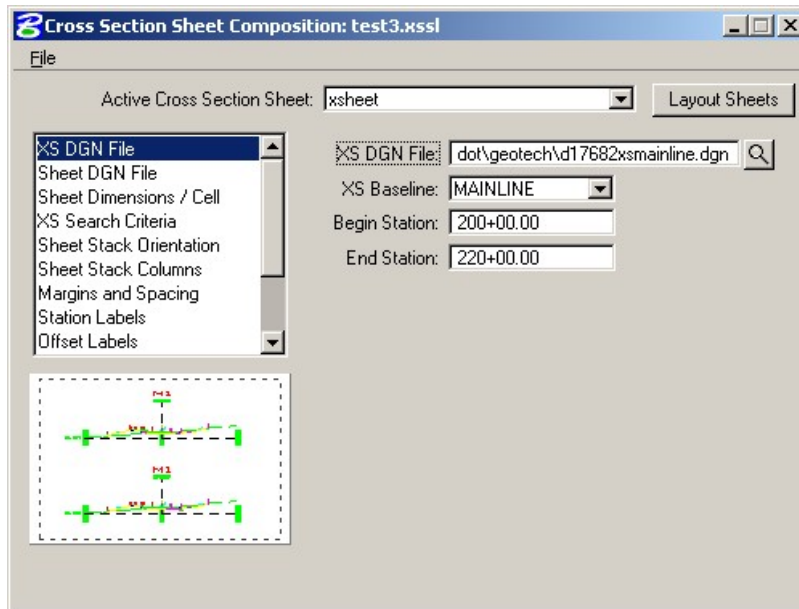 Cross Section Sheet Composition: test3.xssl
File
Active Cross Section Sheet: xsheet Layout Sheets
XS DGN File
Sheet DGN File
Sheet Dimensions / Cell
XS Search Criteria
Sheet Stack Orientation
Sheet Stack Columns
Margins and Spacing
Station Labels
Offset Labels
XS DGN File: dot\geotech\d17682xsmainline.dgn
XS Baseline: MAINLINE
Begin Station: 200+00.00
End Station: 220+00.00